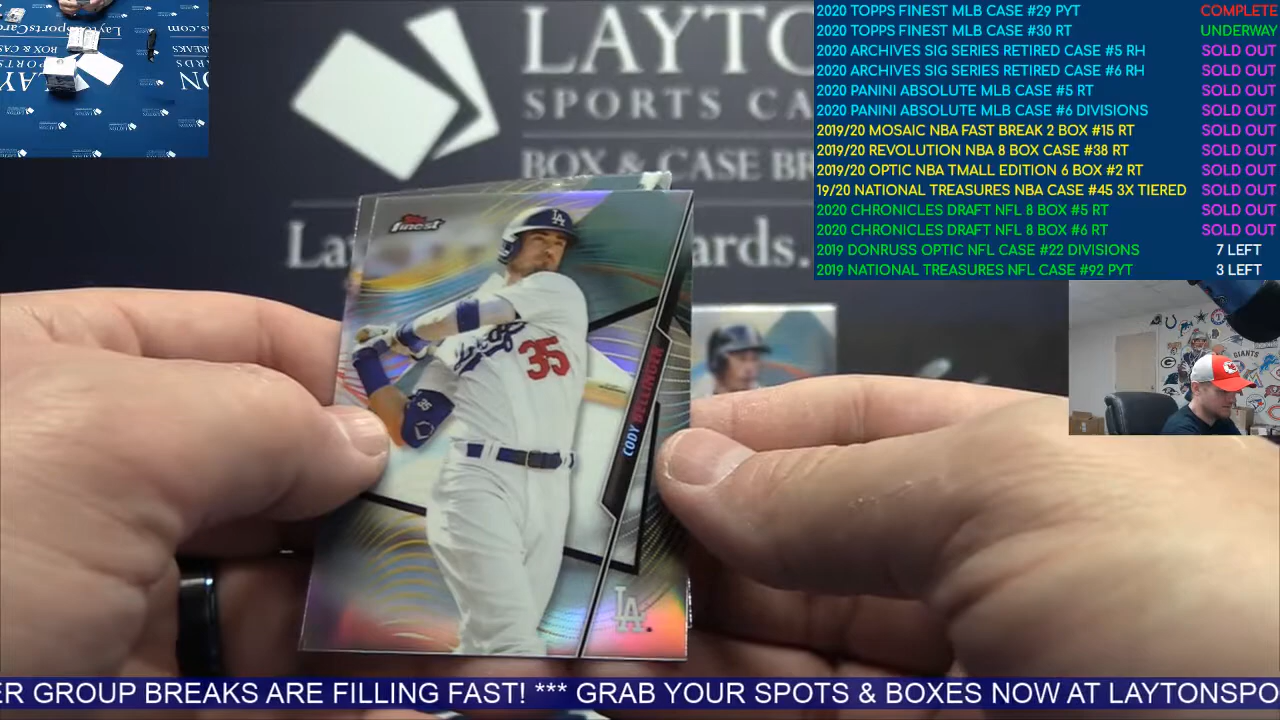 LAYTO
SPORTS CA
BOX & CASE BR
La
ards.
2020 TOPPS FINEST MLB CASE #29 PYT COMPLETE
2020 TOPPS FINEST MLB CASE #30 RT UNDERWAY
2020 ARCHIVES SIG SERIES RETIRED CASE #5 RH SOLD OUT
2020 ARCHIVES SIG SERIES RETIRED CASE #6 RH SOLD OUT
2020 PANINI ABSOLUTE MLB CASE #5 RT SOLD OUT
2020 PANINI ABSOLUTE MLB CASE #6 DIVISIONS SOLD OUT
2019/20 MOSAIC NBA FAST BREAK 2 BOX #15 RT SOLD OUT
2019/20 REVOLUTION NBA 8 BOX CASE #38 RT SOLD OUT
2019/20 OPTIC NBA TMALL EDITION 6 BOX #2 RT SOLD OUT
19/20 NATIONAL TREASURES NBA CASE #45 3X TIERED SOLD OUT
2020 CHRONICLES DRAFT NFL 8 BOX #5 RT SOLD OUT
2020 CHRONICLES DRAFT NFL 8 BOX #6 RT SOLD OUT
2019 DONRUSS OPTIC NFL CASE #22 DIVISIONS 7 LEFT
2019 NATIONAL TREASURES NFL CASE #92 PYT 3 LEFT
Topps
finest
LA
35
35
CODY BELLINGER
LA
GIANTS
ER GROUP BREAKS ARE FILLING FAST! *** GRAB YOUR SPOTS & BOXES NOW AT LAYTONSPO